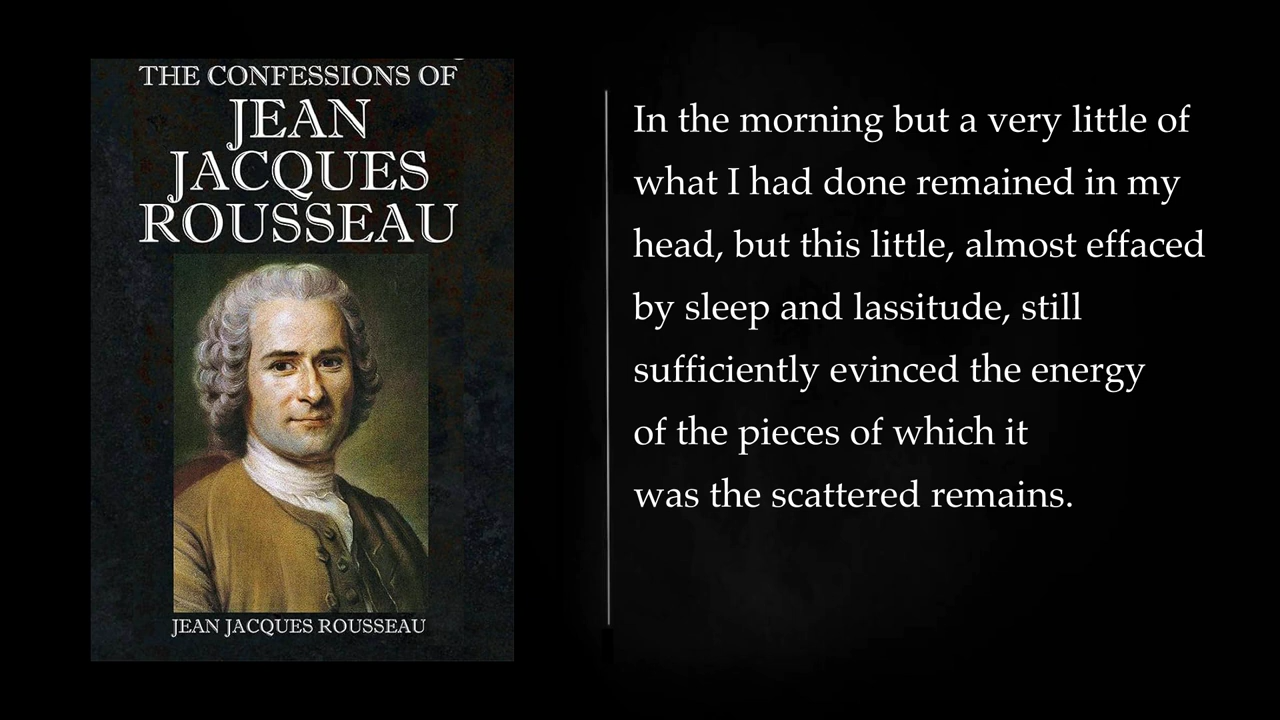 THE CONFESSIONS OF
JEAN
JACQUES
ROUSSEAU
JEAN JACQUES ROUSSEAU
In the morning but a very little of
what I had done remained in my
head, but this little, almost effaced
by sleep and lassitude, still
sufficiently evinced the energy
of the pieces of which it
was the scattered remains.